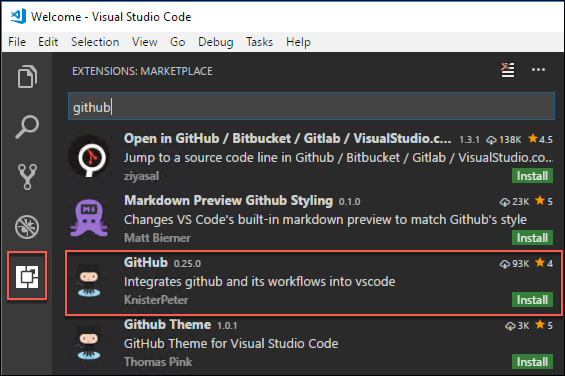 Welcome - Visual Studio Code
File Edit Selection View Go Debug Tasks Help
EXTENSIONS: MARKETPLACE
github
Open in GitHub / Bitbucket / Gitlab / VisualStudio.c... 1.3.1 138K 4.5
Jump to a source code line in Github / Bitbucket / Gitlab / VisualStudio.co...
ziyasal Install
Markdown Preview Github Styling 0.1.0 23K 5
Changes VS Code's built-in markdown preview to match Github's style
Matt Bierner Install
GitHub 0.25.0 93K 4
Integrates github and its workflows into vscode
KnisterPeter Install
Github Theme 1.0.1 3K 5
GitHub Theme for Visual Studio Code
Thomas Pink Install